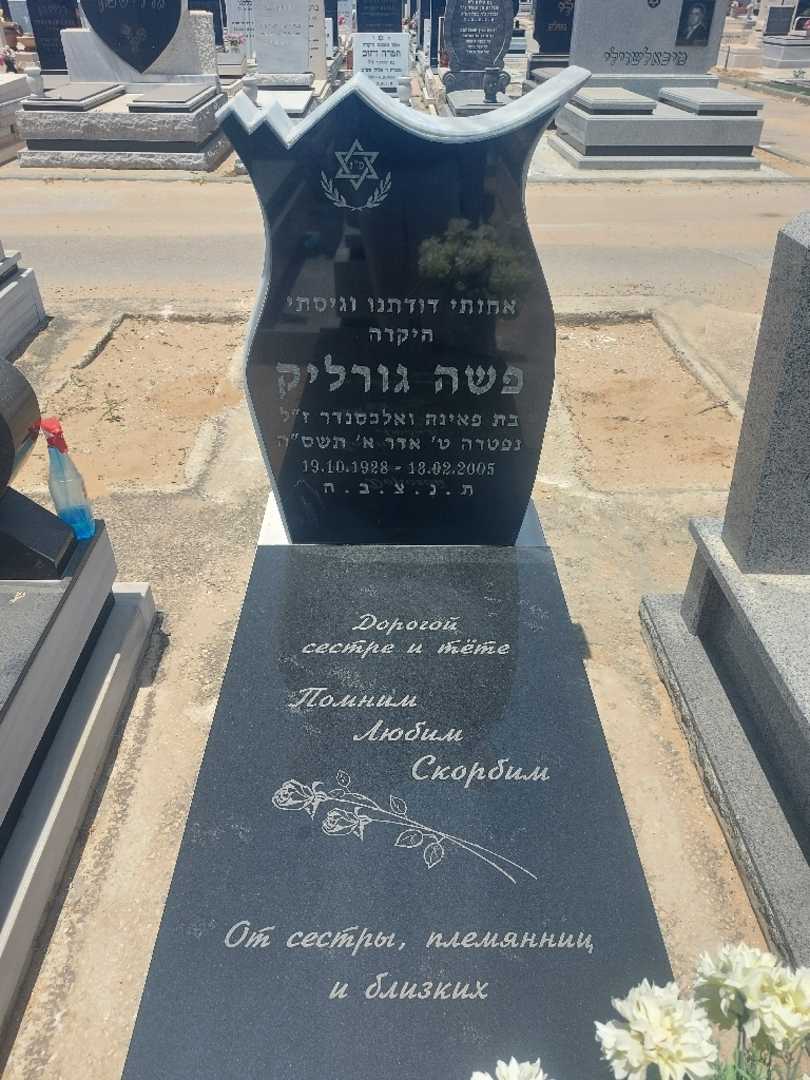 פ"נ
אחותי דודתנו וגיסתי
היקרה
פשה גורליק
בת פאינה ואלכסנדר ז"ל
נפטרה ט' אדר א' תשס"ה
19.10.1928 - 18.02.2005
ת.נ.צ.ב.ה
Дорогой
сестре и тёте
Помним
Любим
Скорбим
От сестры, племянниц
и близких
מיכאלשוילי